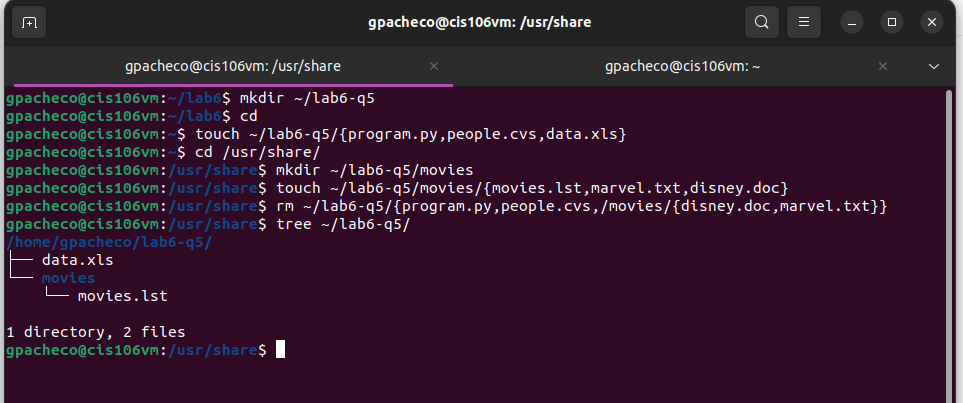 gpacheco@cis106vm: /usr/share
gpacheco@cis106vm: /usr/share × gpacheco@cis106vm: ~ ×
gpacheco@cis106vm:~/lab6$ mkdir ~/lab6-q5
gpacheco@cis106vm:~/lab6$ cd
gpacheco@cis106vm:~$ touch ~/lab6-q5/{program.py,people.cvs,data.xls}
gpacheco@cis106vm:~$ cd /usr/share/
gpacheco@cis106vm:/usr/share$ mkdir ~/lab6-q5/movies
gpacheco@cis106vm:/usr/share$ touch ~/lab6-q5/movies/{movies.lst,marvel.txt,disney.doc}
gpacheco@cis106vm:/usr/share$ rm ~/lab6-q5/{program.py,people.cvs,/movies/{disney.doc,marvel.txt}}
gpacheco@cis106vm:/usr/share$ tree ~/lab6-q5/
/home/gpacheco/lab6-q5/
├── data.xls
└── movies
    └── movies.lst
1 directory, 2 files
gpacheco@cis106vm:/usr/share$